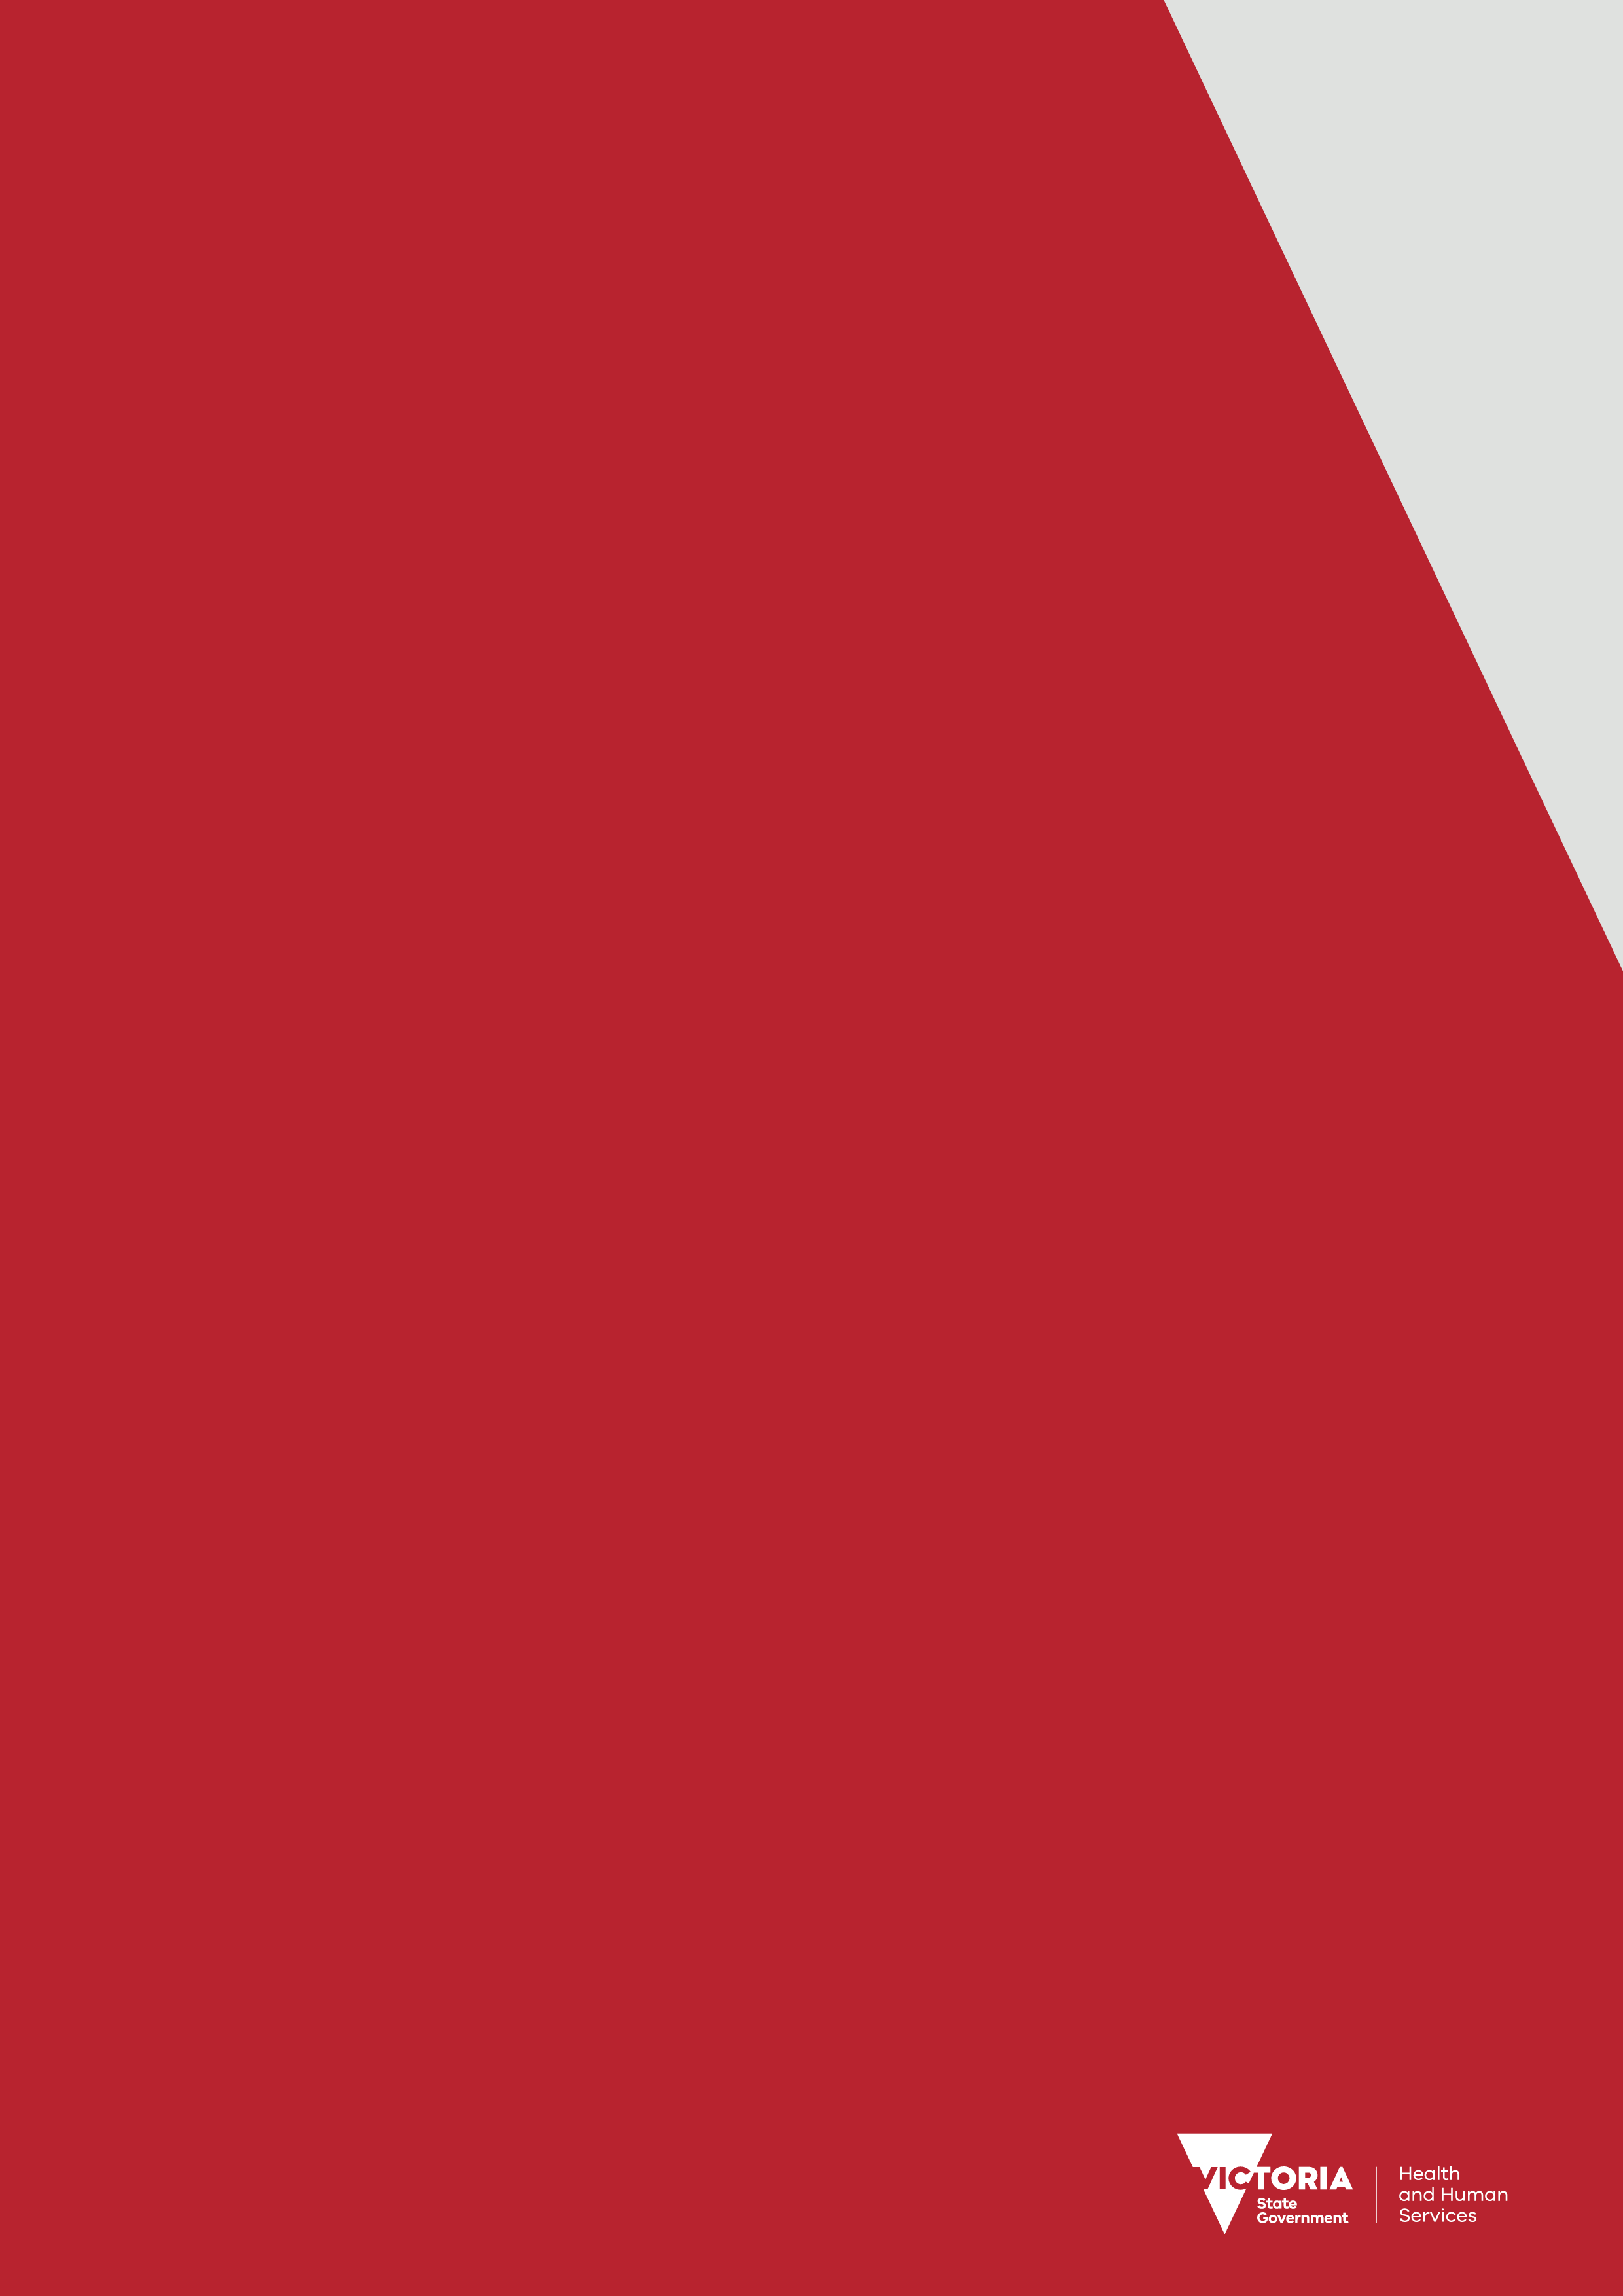 VICTORIA
State
Government
Health
and Human
Services